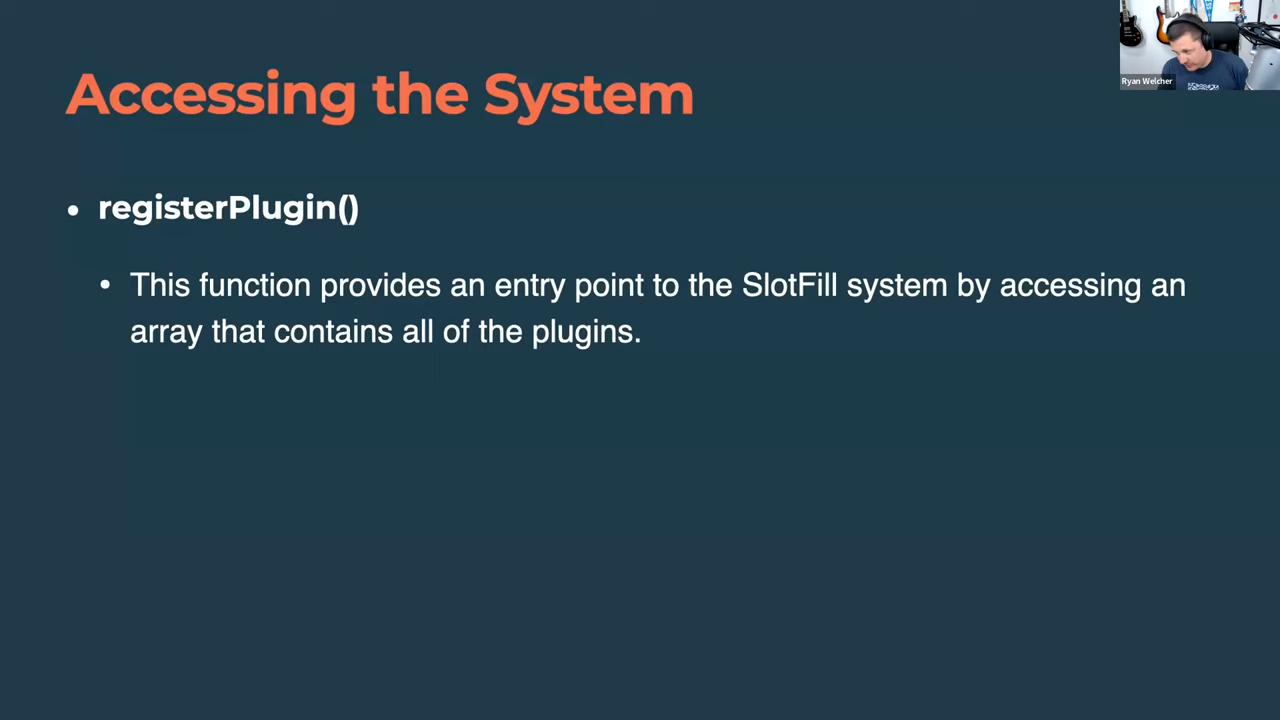 Accessing the System
• registerPlugin()
• This function provides an entry point to the SlotFill system by accessing an
array that contains all of the plugins.
Ryan Welcher